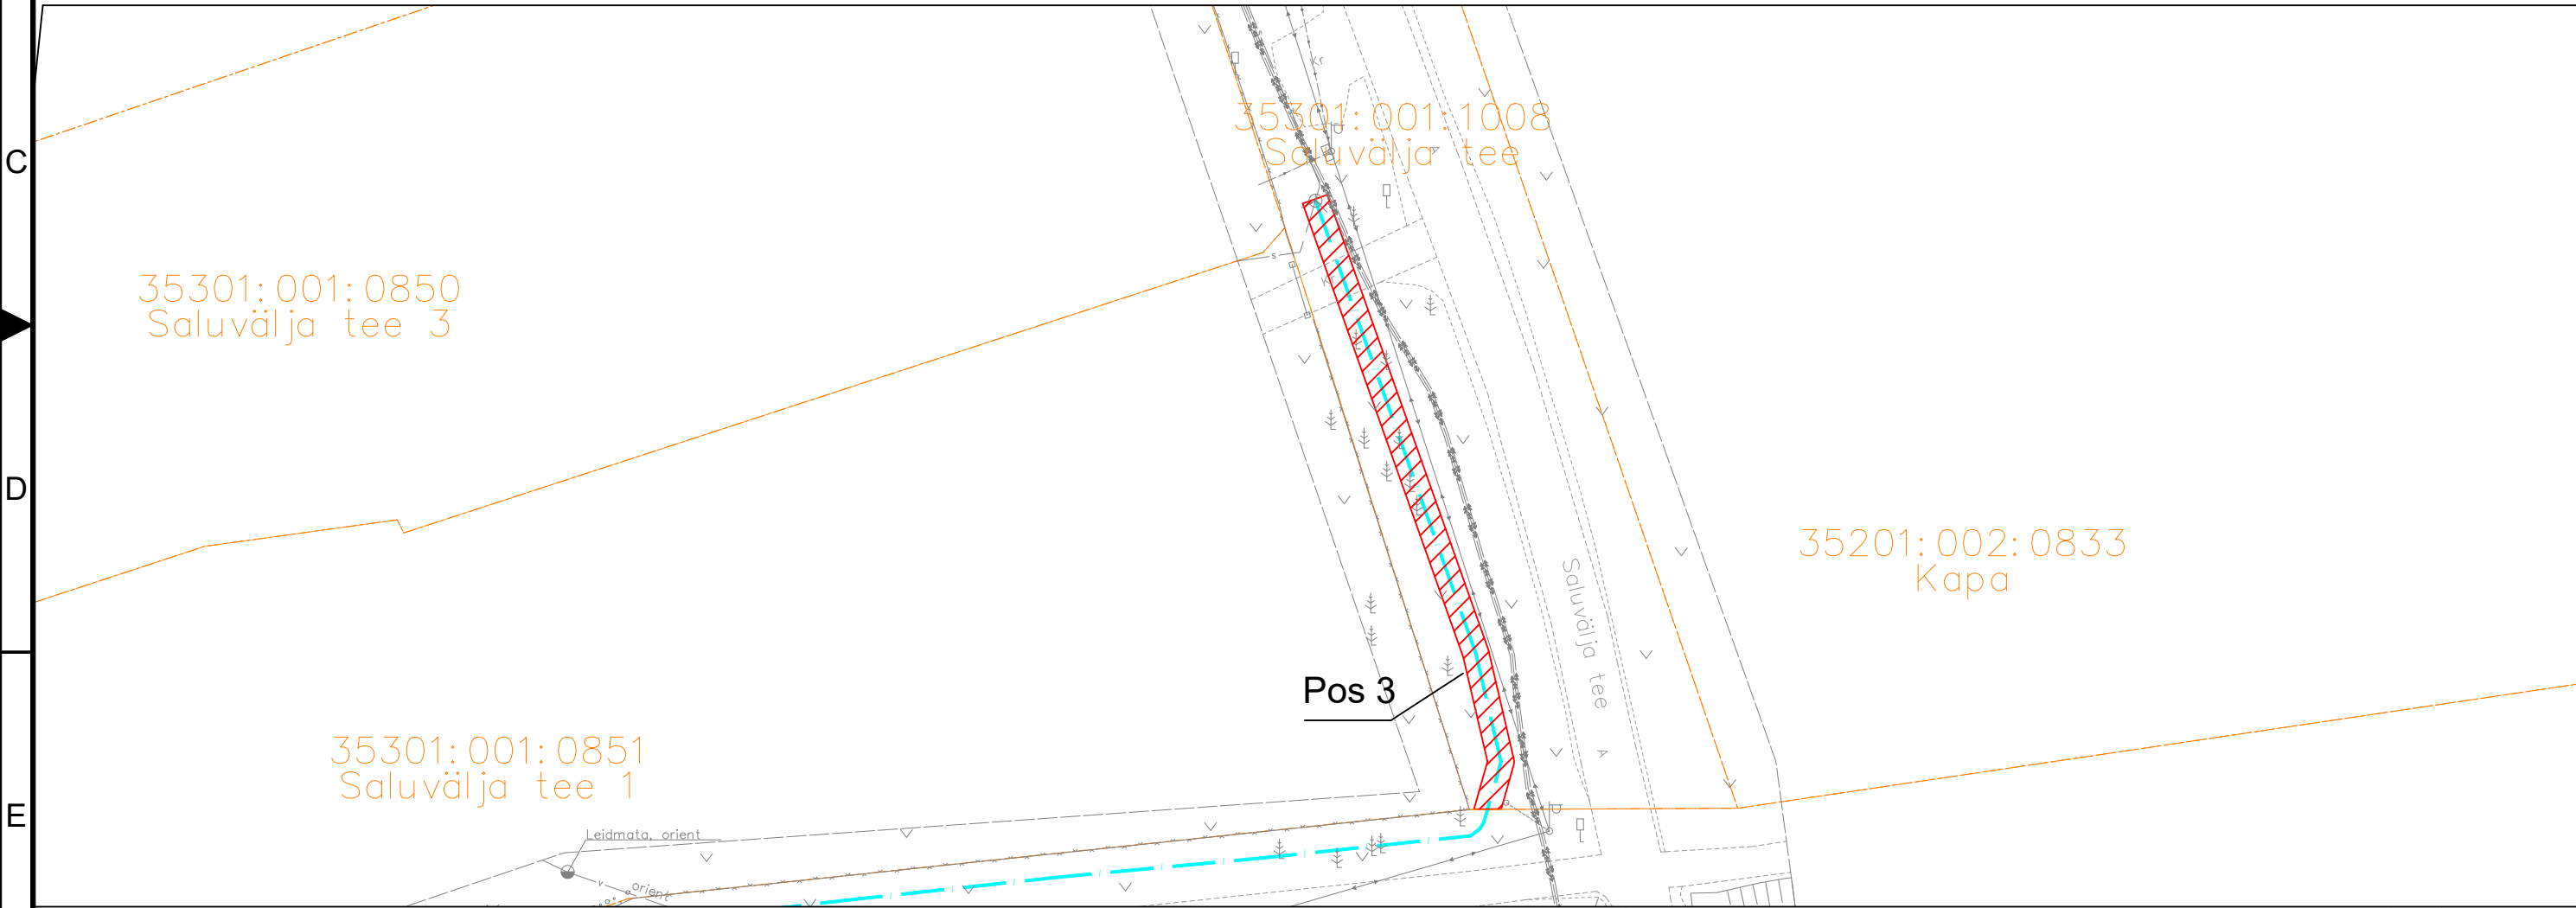 C
D
E
Kr
35301:001:1008
Saluvälja tee
A
s
35301:001:0850
Saluvälja tee 3
35201:002:0833
Kapa
Saluvälja tee
A
Pos 3
35301:001:0851
Saluvälja tee 1
Leidmata, orient
v
orient